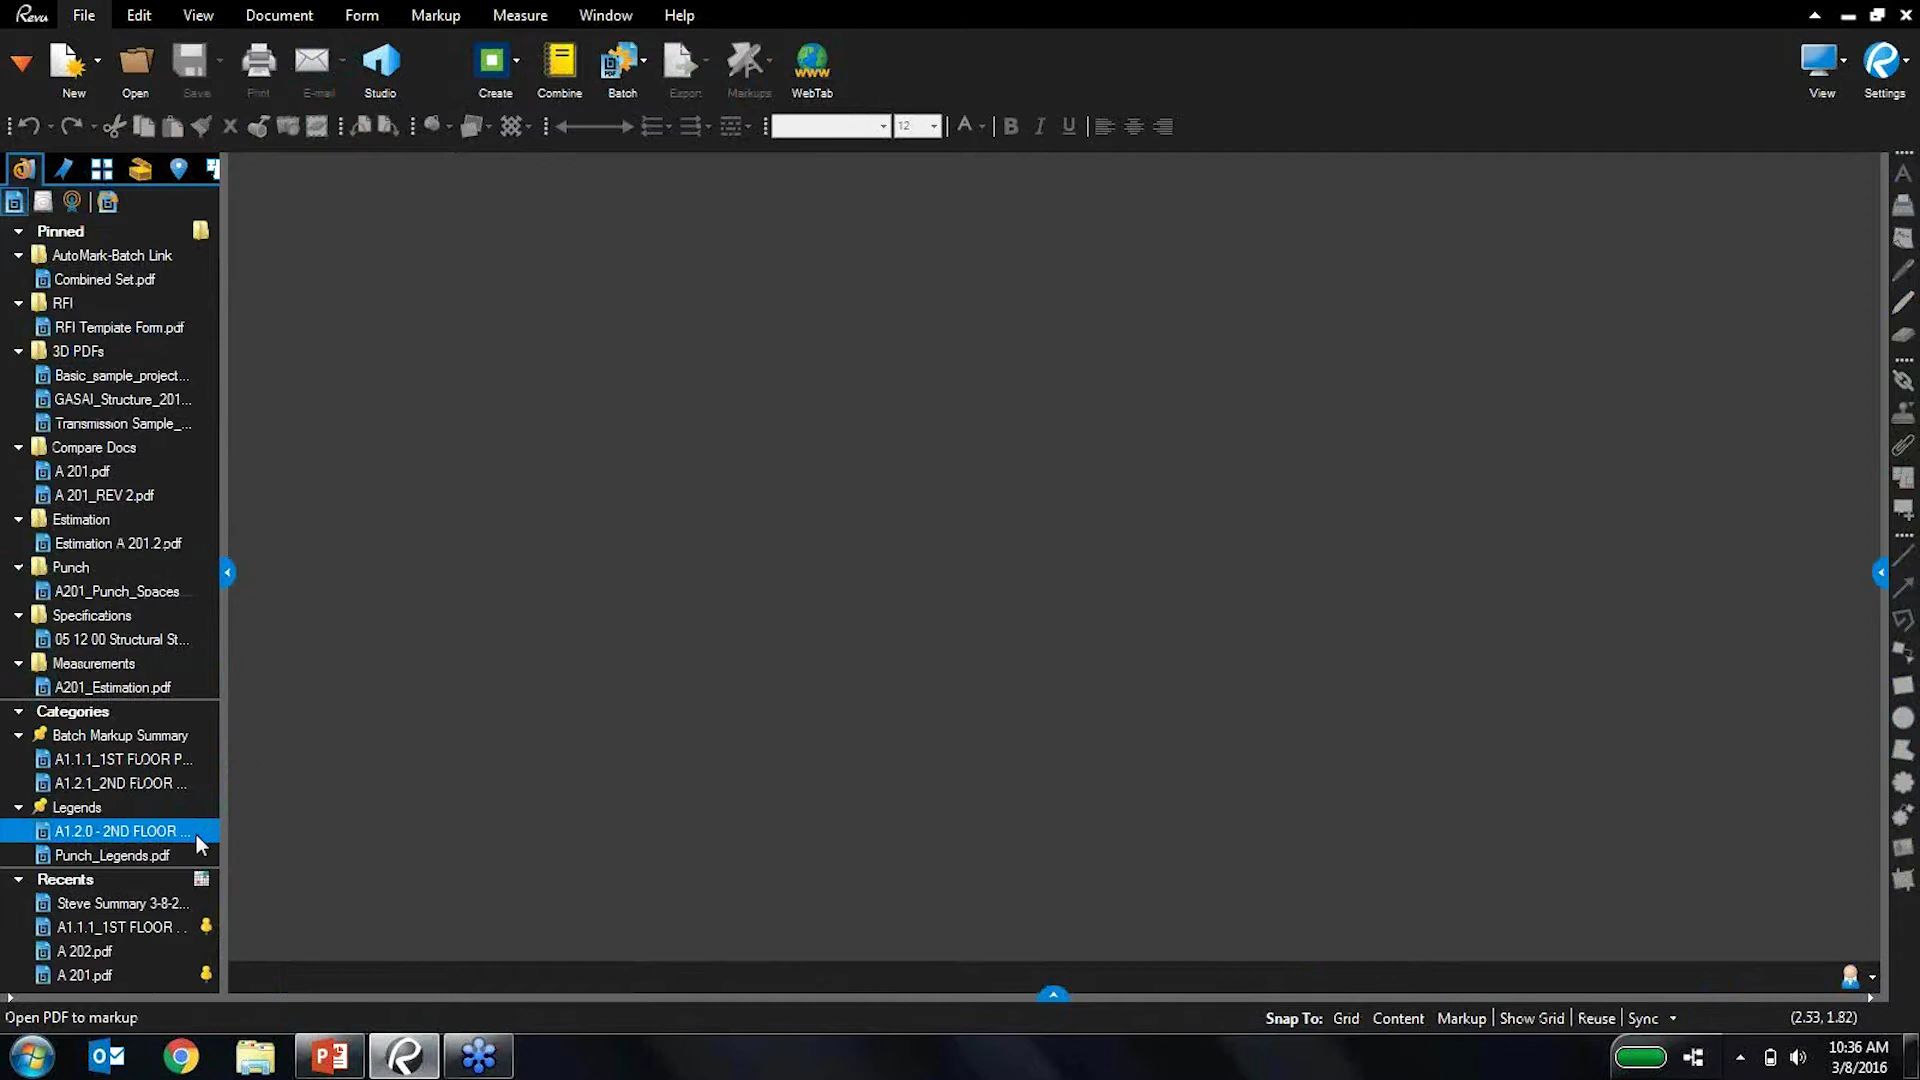 Revu File Edit View Document Form Markup Measure Window Help
New Open Save Print E-mail Studio Create Combine Batch Export Markups WebTab View Settings
PDF
WWW
12 A B I U
A
Pinned
AutoMark-Batch Link
Combined Set.pdf
RFI
RFI Template Form.pdf
3D PDFs
Basic_sample_project...
GASAI_Structure_201...
Transmission Sample_...
Compare Docs
A 201.pdf
A 201_REV 2.pdf
Estimation
Estimation A 201.2.pdf
Punch
A201_Punch_Spaces
Specifications
05 12 00 Structural St...
Measurements
A201_Estimation.pdf
Categories
Batch Markup Summary
A1.1.1_1ST FLOOR P...
A1.2.1_2ND FLOOR ...
Legends
A1.2.0 - 2ND FLOOR ...
Punch_Legends.pdf
Recents
Steve Summary 3-8-2...
A1.1.1_1ST FLOOR . .
A 202.pdf
A 201.pdf
Open PDF to markup
Snap To: Grid Content Markup Show Grid Reuse Sync
(2.53, 1.82)
10:36 AM
3/8/2016